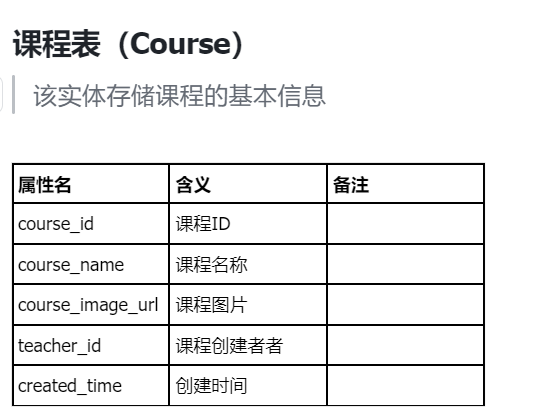 课程表（Course）
该实体存储课程的基本信息
属性名 含义 备注
course_id 课程ID
course_name 课程名称
course_image_url 课程图片
teacher_id 课程创建者者
created_time 创建时间